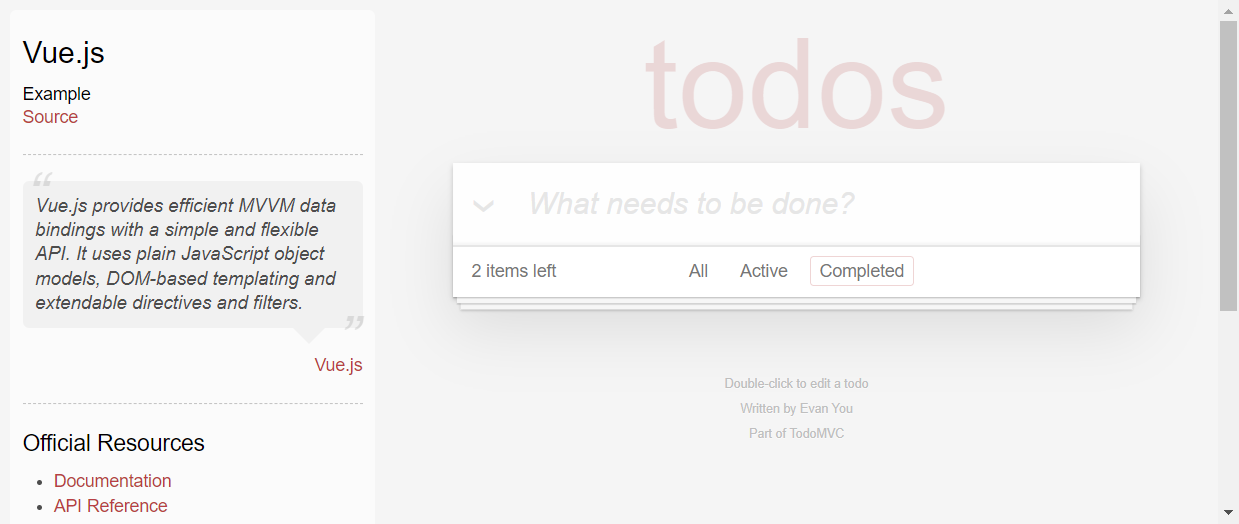 Vue.js
Example
Source
“
Vue.js provides efficient MVVM data
bindings with a simple and flexible
API. It uses plain JavaScript object
models, DOM-based templating and
extendable directives and filters.
”
Vue.js
Official Resources
• Documentation
• API Reference
todos
What needs to be done?
2 items left
All
Active
Completed
Double-click to edit a todo
Written by Evan You
Part of TodoMVC